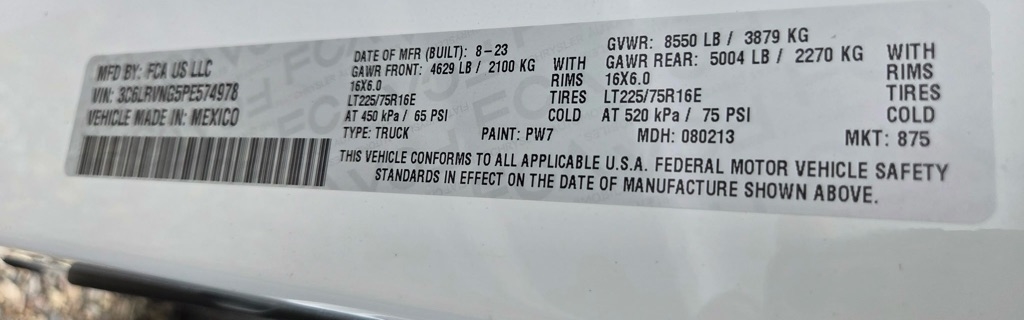 MFD BY: FCA US LLC
VIN: 3C6LRVNG5PE574978
VEHICLE MADE IN: MEXICO
DATE OF MFR (BUILT): 8-23
GAWR FRONT: 4629 LB / 2100 KG WITH
16X6.0 RIMS
LT225/75R16E TIRES
AT 450 kPa / 65 PSI COLD
GVWR: 8550 LB / 3879 KG
GAWR REAR: 5004 LB / 2270 KG WITH
16X6.0 RIMS
LT225/75R16E TIRES
AT 520 kPa / 75 PSI COLD
TYPE: TRUCK PAINT: PW7 MDH: 080213 MKT: 875
THIS VEHICLE CONFORMS TO ALL APPLICABLE U.S.A. FEDERAL MOTOR VEHICLE SAFETY
STANDARDS IN EFFECT ON THE DATE OF MANUFACTURE SHOWN ABOVE.